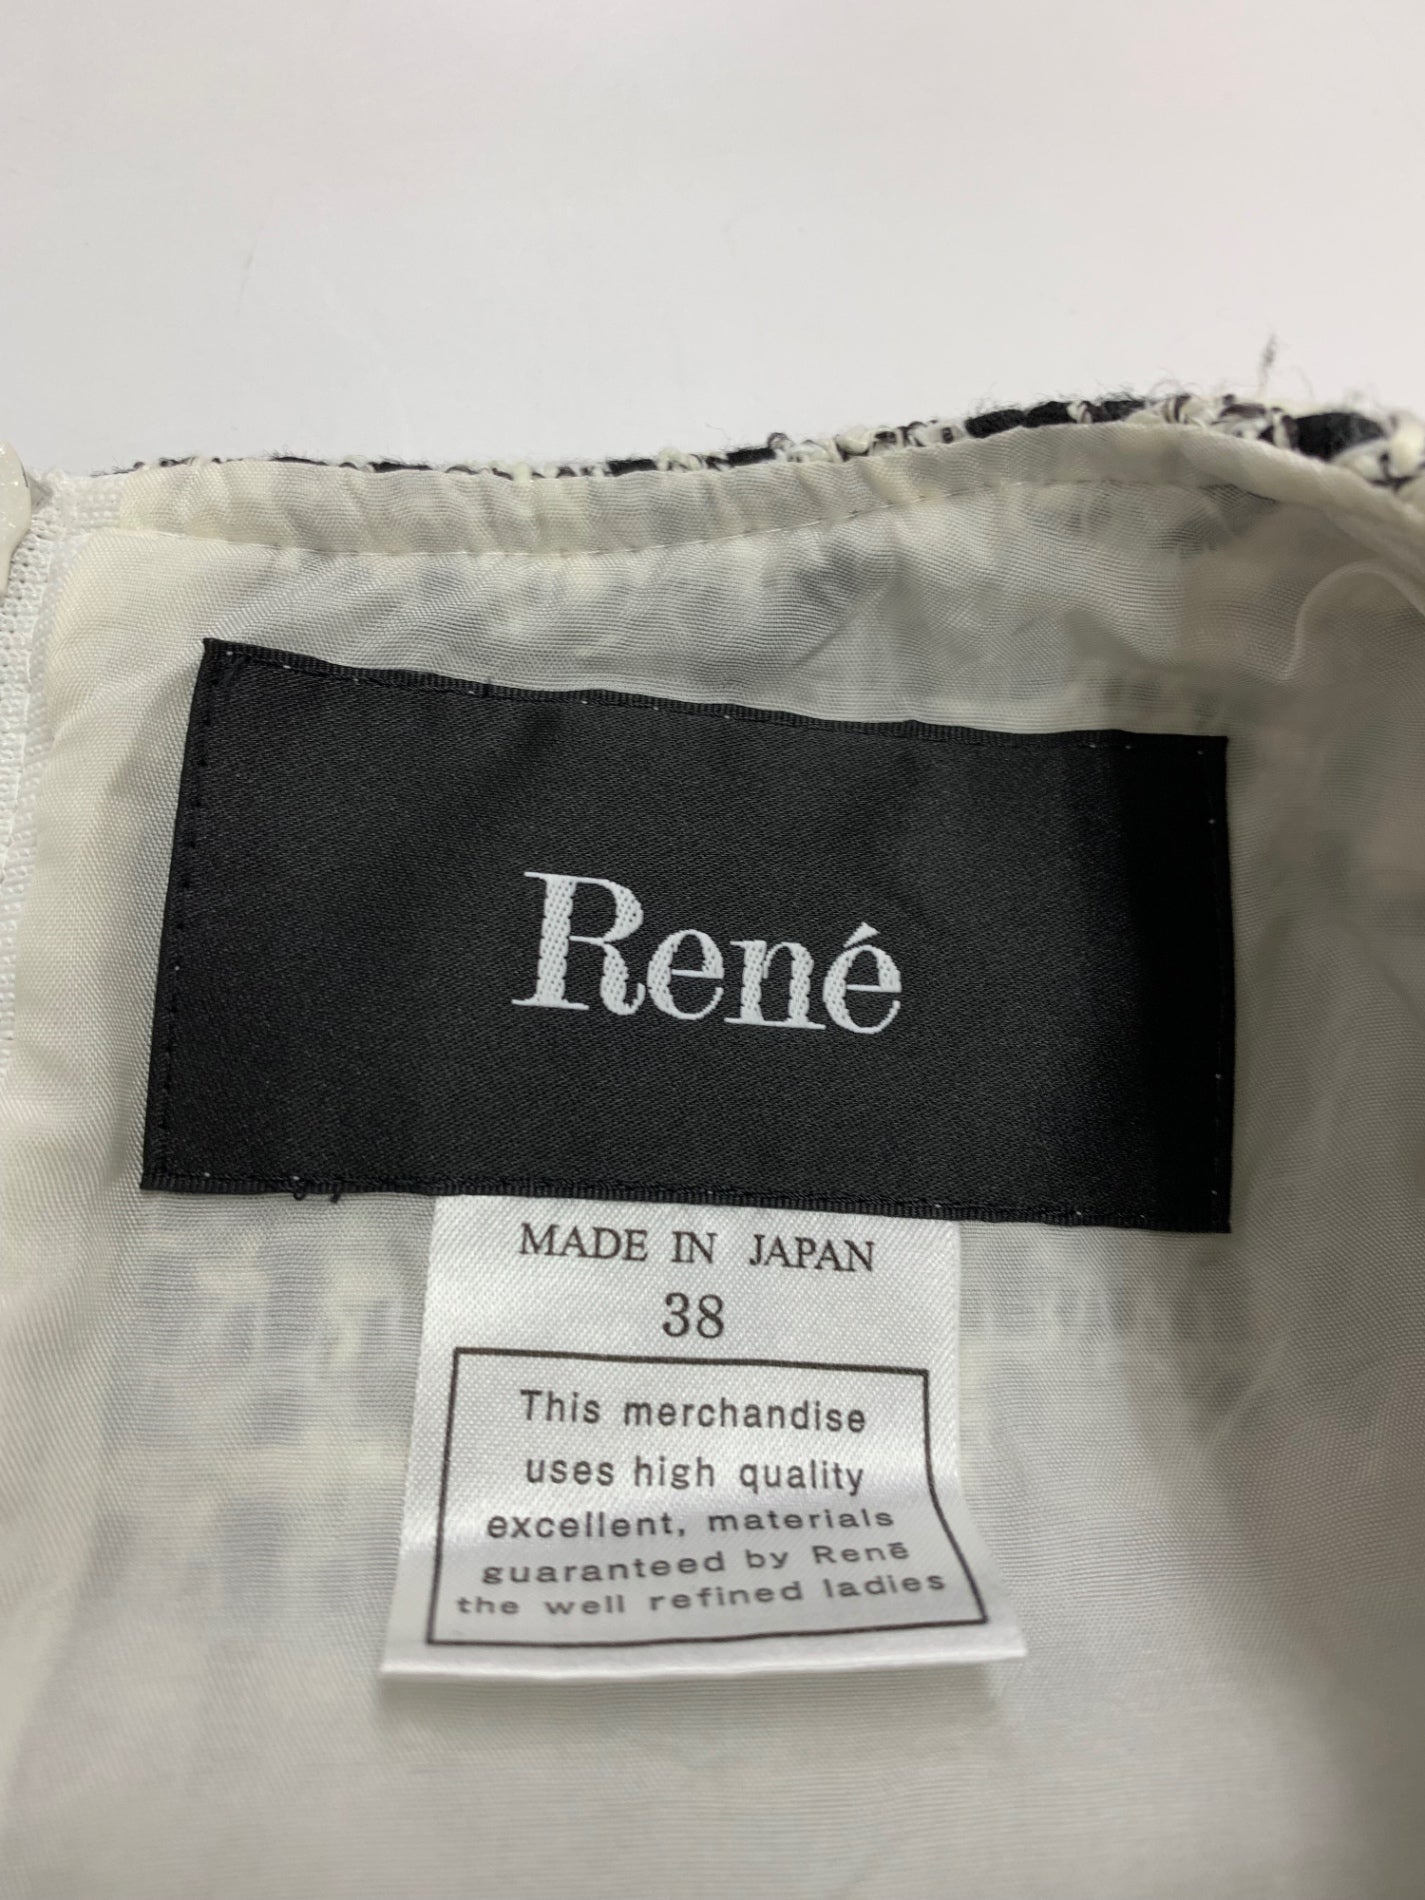 René
MADE IN JAPAN
38
This merchandise
uses high quality
excellent, materials
guaranteed by Renē
the well refined ladies